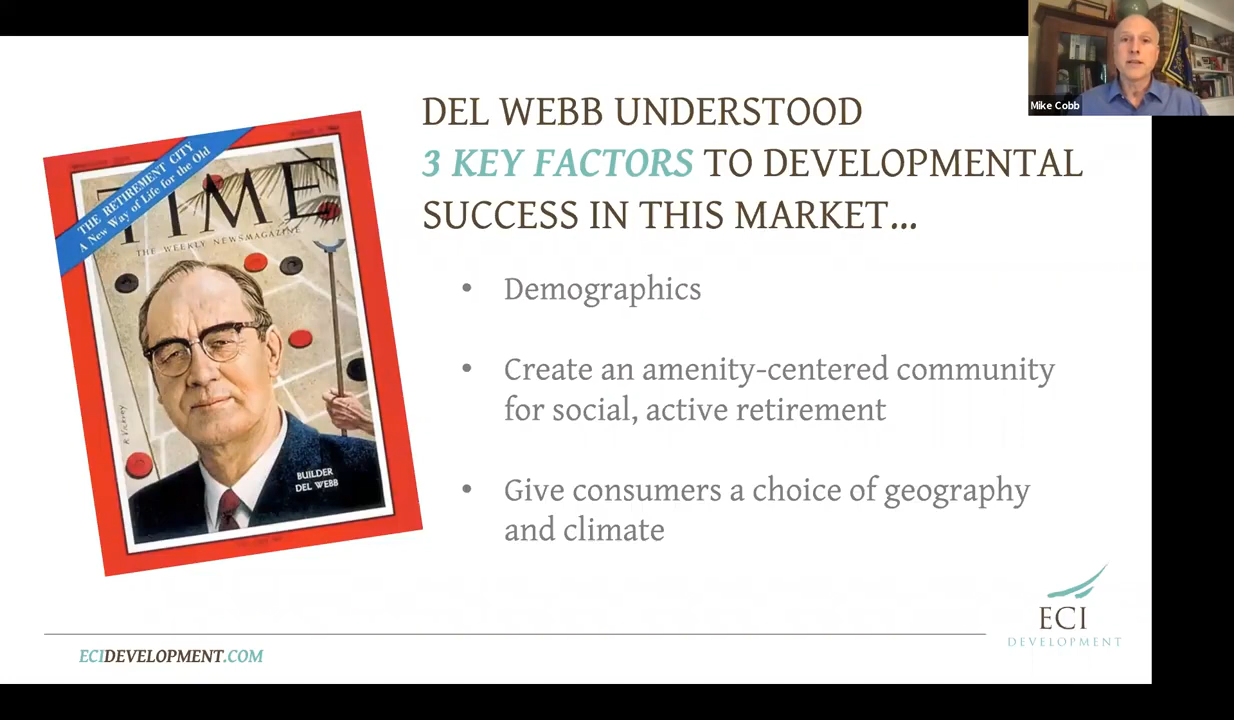 DEL WEBB UNDERSTOOD
3 KEY FACTORS TO DEVELOPMENTAL
SUCCESS IN THIS MARKET...
Mike Cobb
THE RETIREMENT CITY
A New Way of Life for the Old
TIME
THE WEEKLY NEWSMAGAZINE
BUILDER
DEL WEBB
• Demographics
• Create an amenity-centered community
for social, active retirement
• Give consumers a choice of geography
and climate
ECI
DEVELOPMENT
ECIDEVELOPMENT.COM